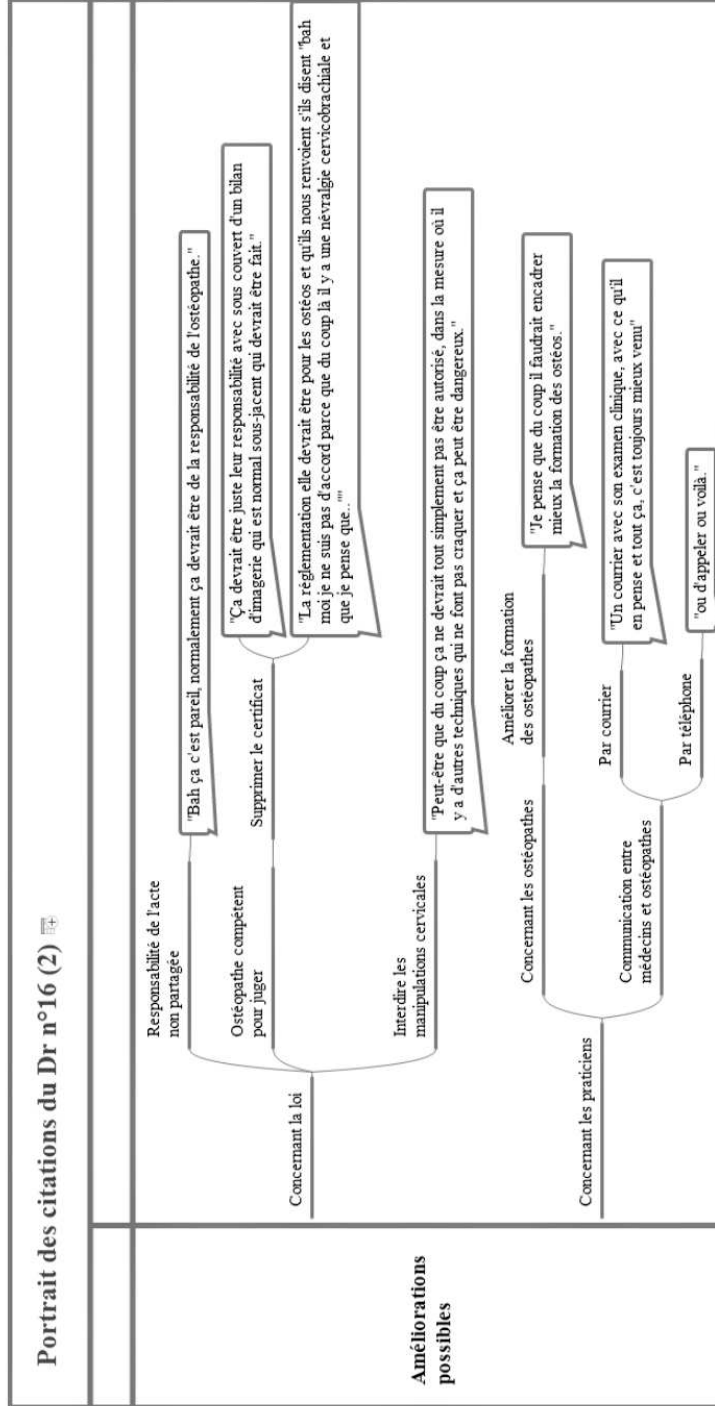 Portrait des citations du Dr n°16 (2)
Améliorations
possibles
Concernant la loi
Responsabilité de l'acte
non partagée
"Bah ça c'est pareil, normalement ça devrait être de la responsabilité de l'ostéopathe."
Ostéopathe compétent
pour juger
Supprimer le certificat
"Ça devrait être juste leur responsabilité avec sous couvert d'un bilan
d'imagerie qui est normal sous-jacent qui devrait être fait."
"La réglementation elle devrait être pour les ostéos et qu'ils nous renvoient s'ils disent "bah
moi je ne suis pas d'accord parce que du coup là il y a une névralgie cervicobrachiale et
que je pense que..""
Interdire les
manipulations cervicales
"Peut-être que du coup ça ne devrait tout simplement pas être autorisé, dans la mesure où il
y a d'autres techniques qui ne font pas craquer et ça peut être dangereux."
Concernant les praticiens
Concernant les ostéopathes
Améliorer la formation
des ostéopathes
"Je pense que du coup il faudrait encadrer
mieux la formation des ostéos."
Communication entre
médecins et ostéopathes
Par courrier
"Un courrier avec son examen clinique, avec ce qu'il
en pense et tout ça, c'est toujours mieux venu"
Par téléphone
"ou d'appeler ou voilà."